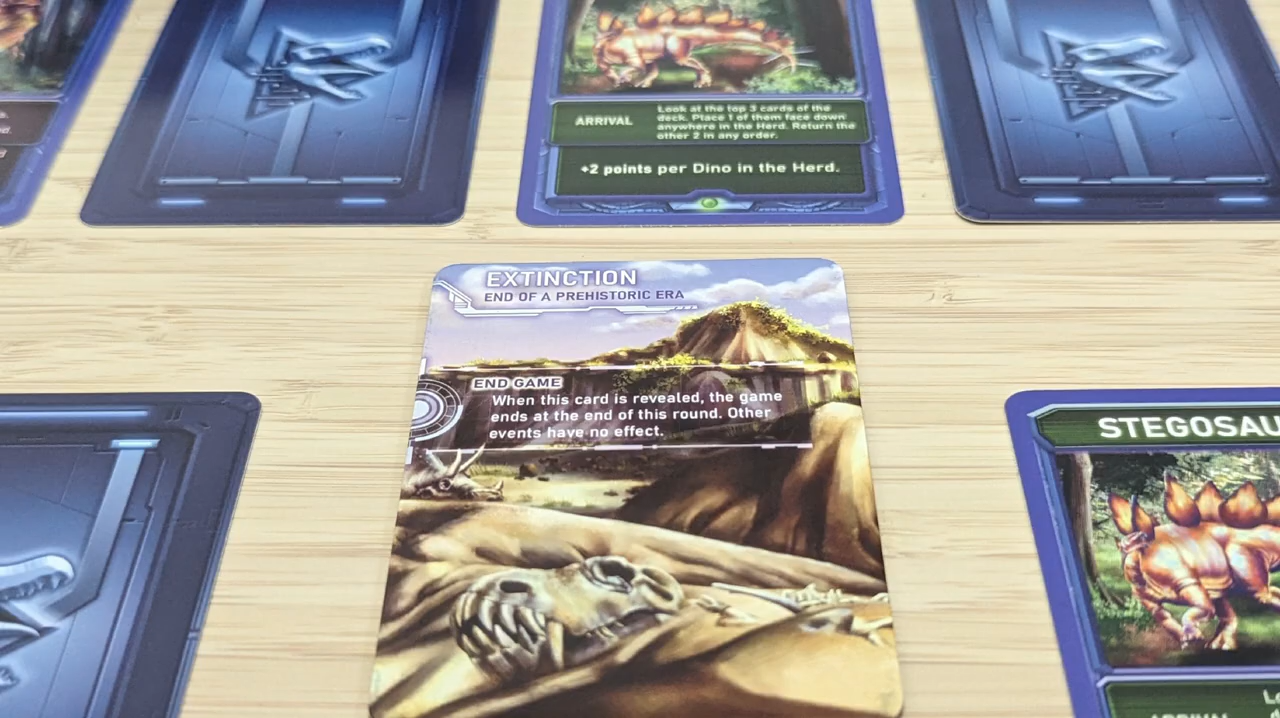 ARRIVAL
Look at the top 3 cards of the
deck. Place 1 of them face down
anywhere in the Herd. Return the
other 2 in any order.
+2 points per Dino in the Herd.
EXTINCTION
END OF A PREHISTORIC ERA
END GAME
When this card is revealed, the game
ends at the end of this round. Other
events have no effect.
STEGOSAU